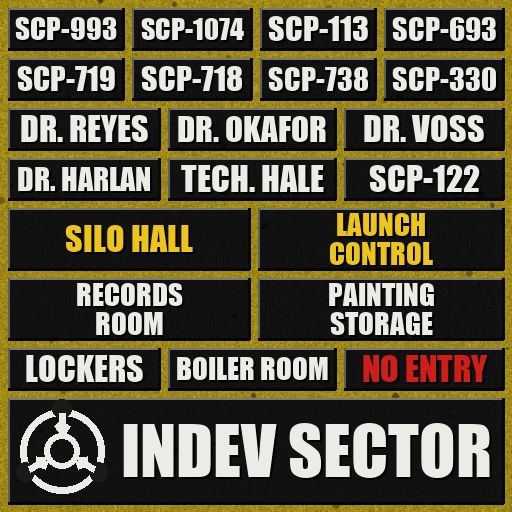 SCP-993 SCP-1074 SCP-113 SCP-693
SCP-719 SCP-718 SCP-738 SCP-330
DR. REYES DR. OKAFOR DR. VOSS
DR. HARLAN TECH. HALE SCP-122
SILO HALL
LAUNCH
CONTROL
RECORDS
ROOM
PAINTING
STORAGE
LOCKERS BOILER ROOM NO ENTRY
INDEV SECTOR